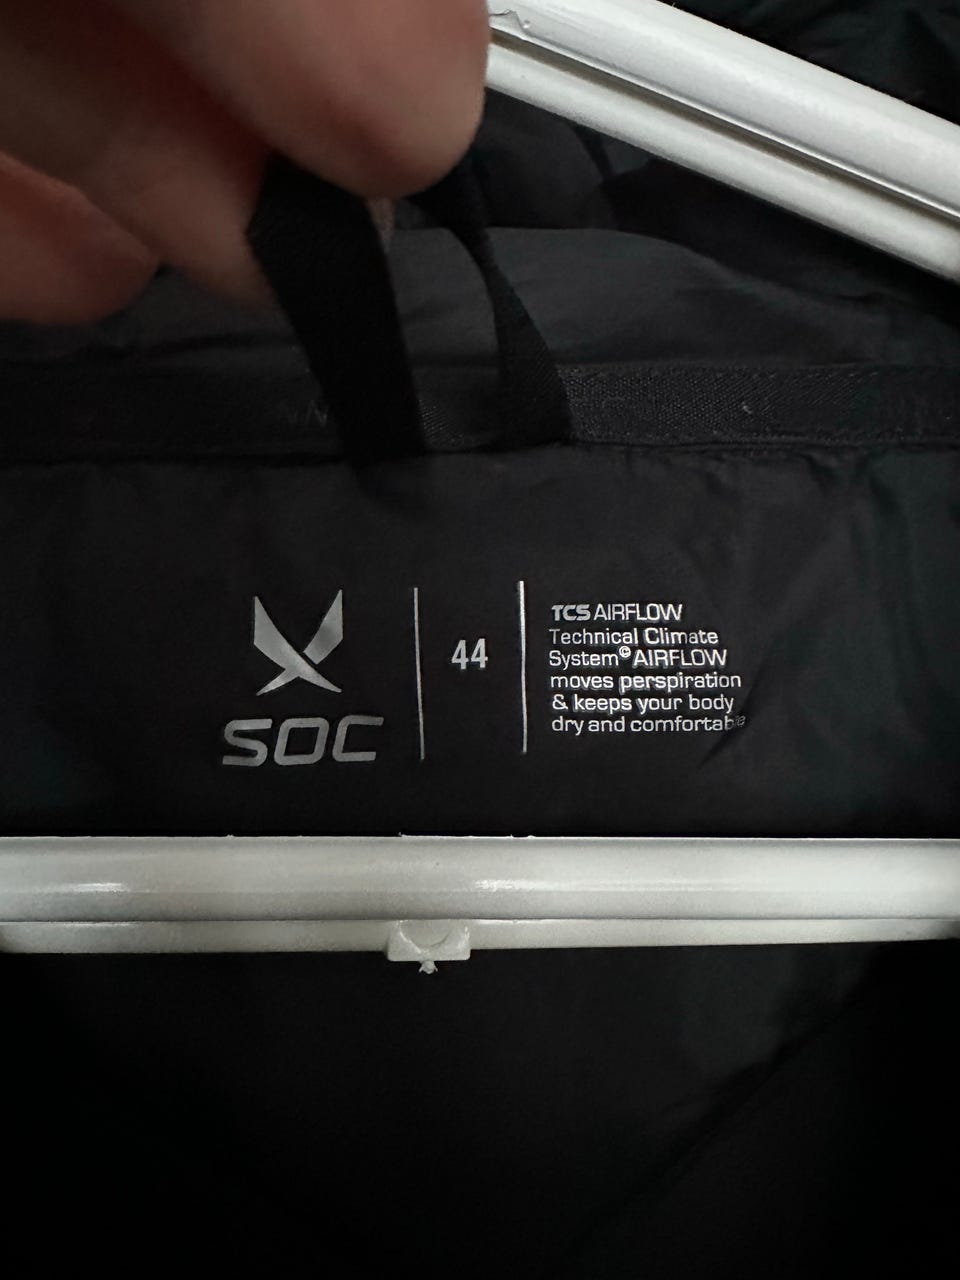 SOC
44
TCS AIRFLOW
Technical Climate
System© AIRFLOW
moves perspiration
& keeps your body
dry and comfortable